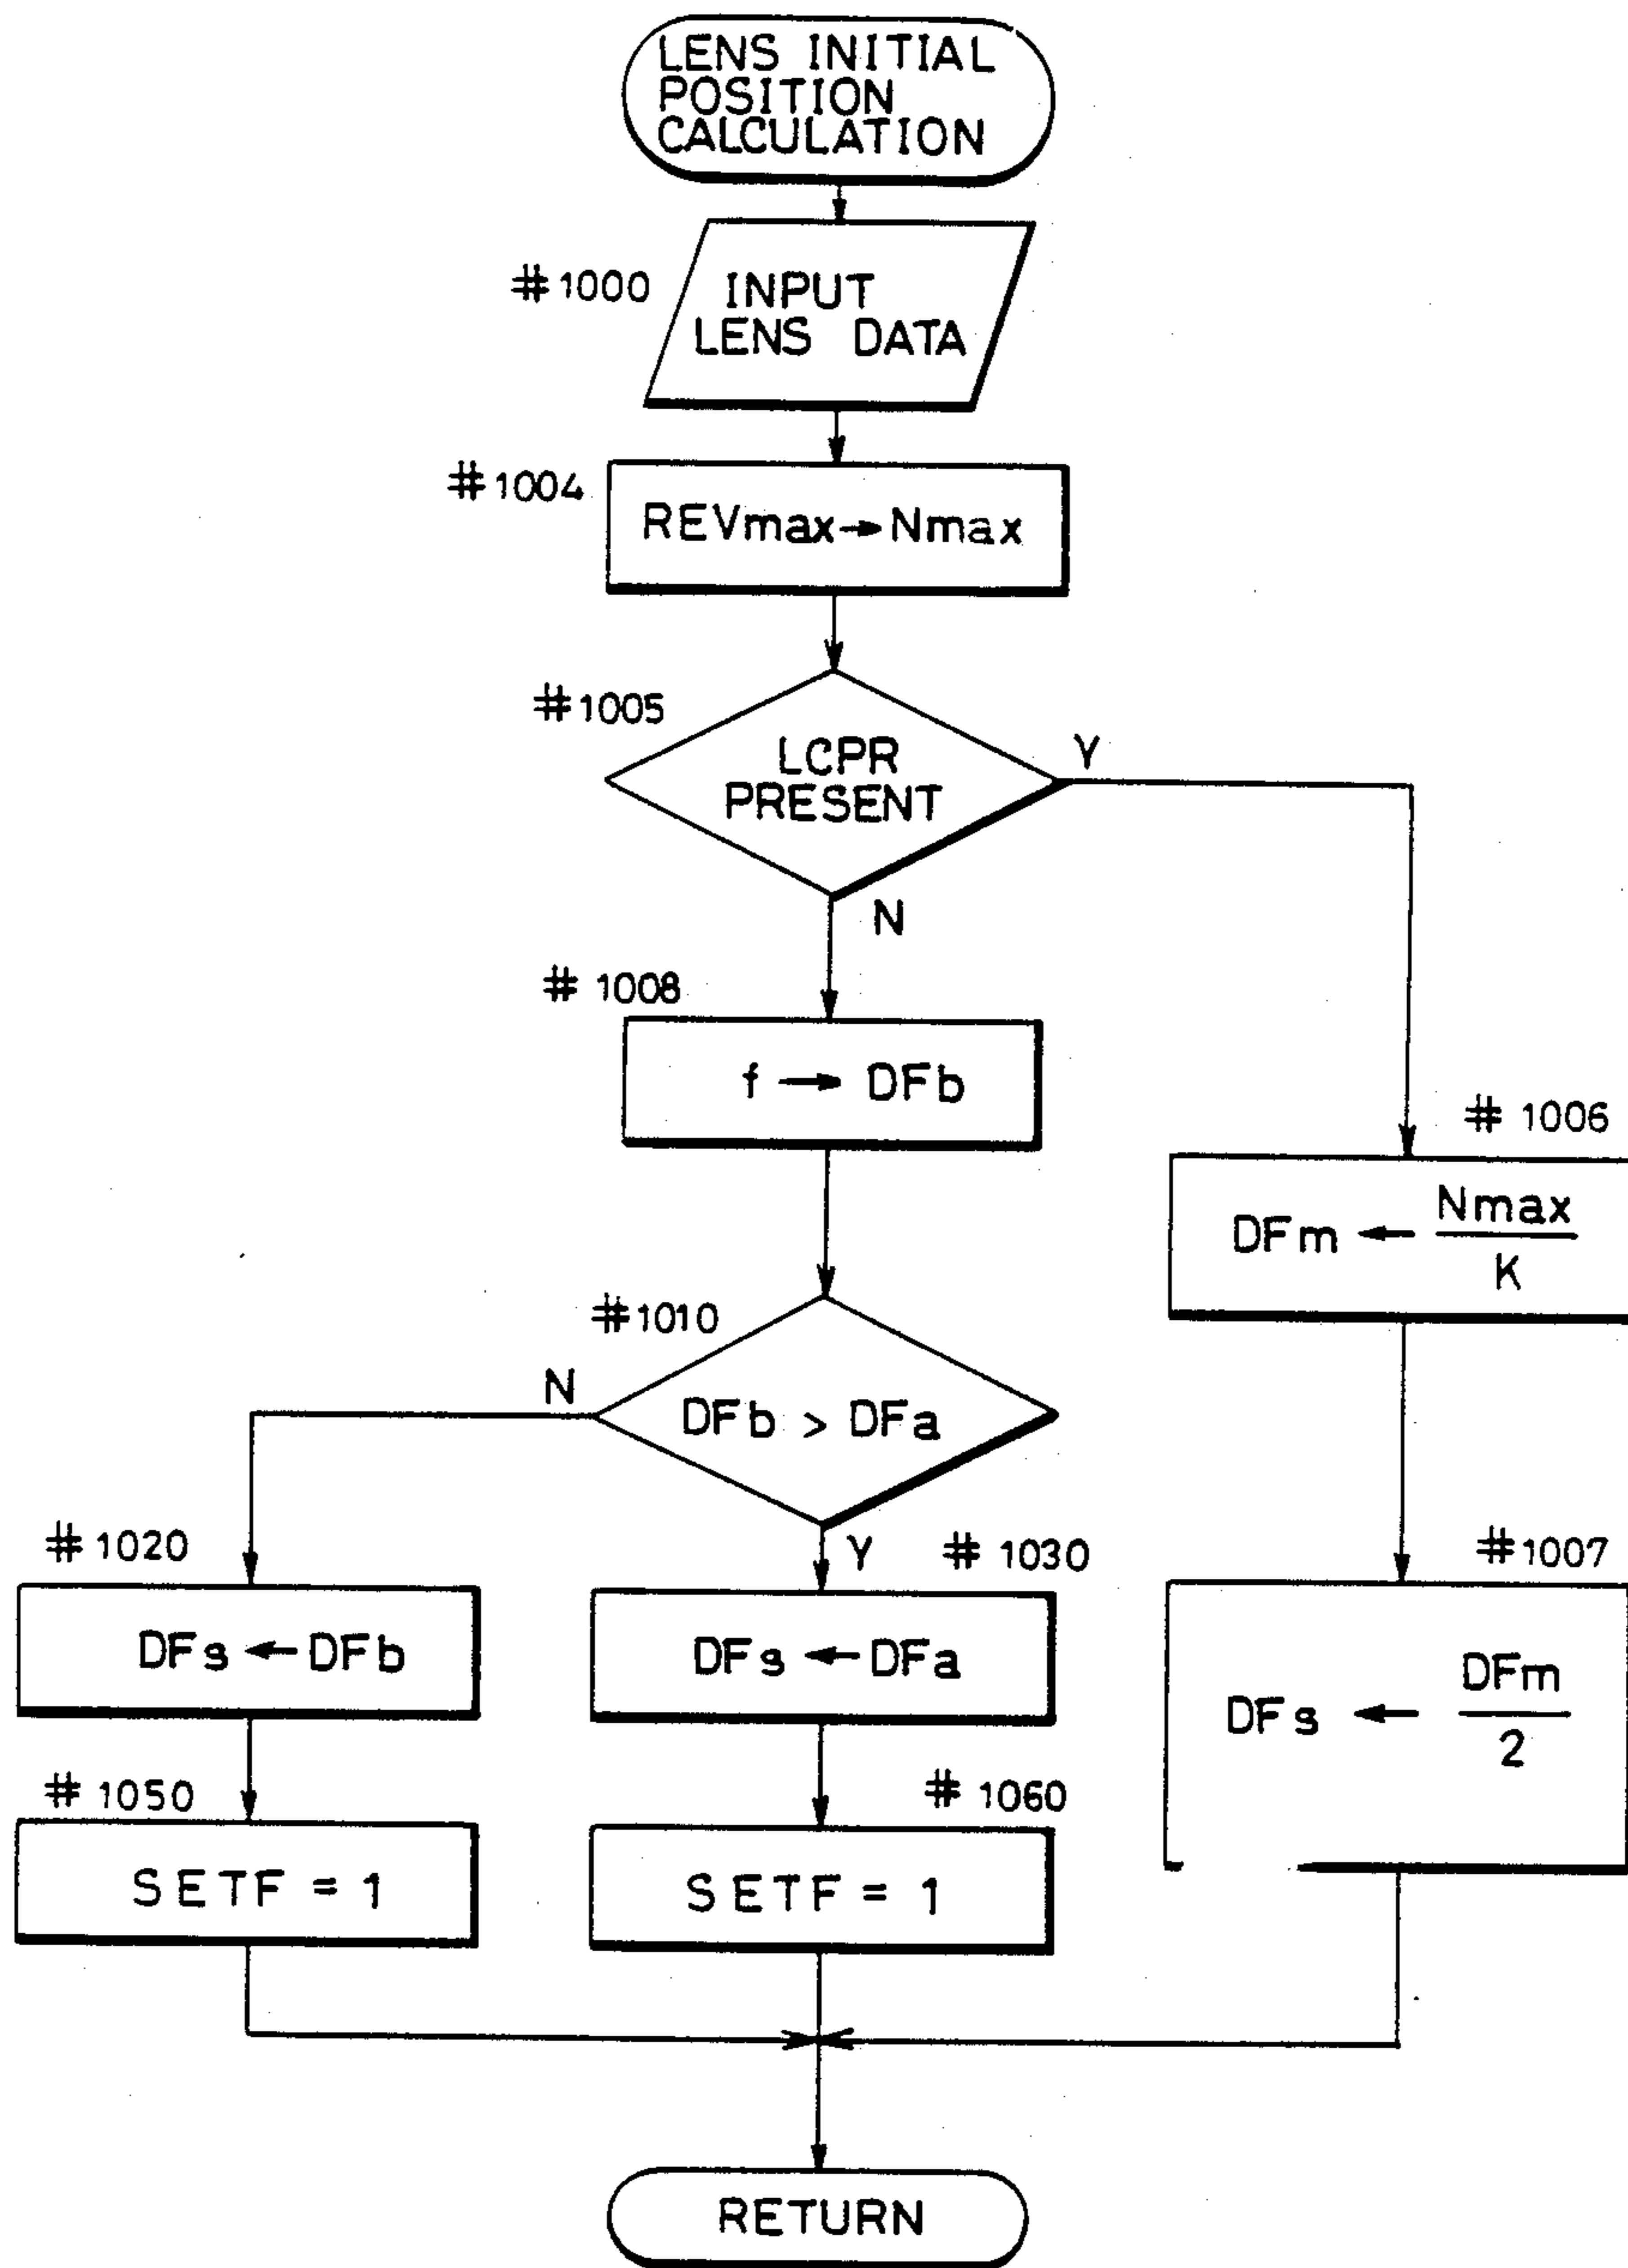 LENS INITIAL
POSITION
CALCULATION
#1000
INPUT
LENS DATA
#1004
REVmax→Nmax
#1005
LCPR
PRESENT
Y
N
#1008
f → DFb
#1006
DFm ← Nmax
K
#1010
DFb > DFa
N
Y
#1020
DFs ← DFb
#1030
DFs ← DFa
#1007
DFs ← DFm
2
#1050
SETF = 1
#1060
SETF = 1
RETURN